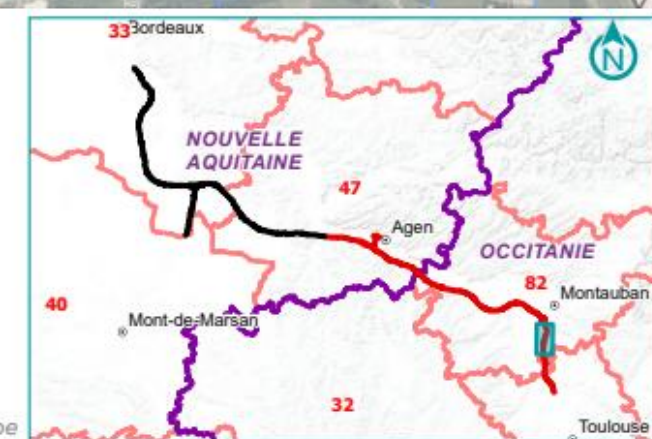 33 Bordeaux
N
NOUVELLE
AQUITAINE
47
Agen
OCCITANIE
82
Montauban
40
Mont-de-Marsan
32
Toulouse